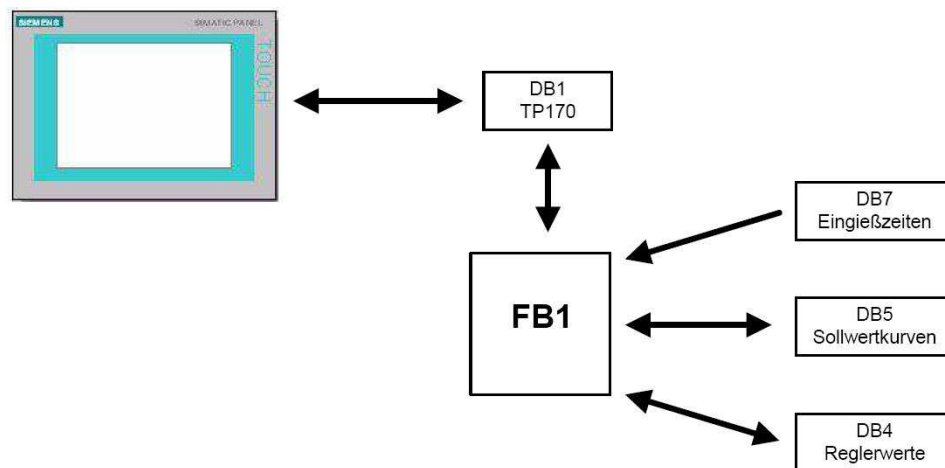 SIEMENS
SIMATIC PANEL
TOUCH
DB1
TP170
DB7
Eingießzeiten
FB1
DB5
Sollwertkurven
DB4
Reglerwerte